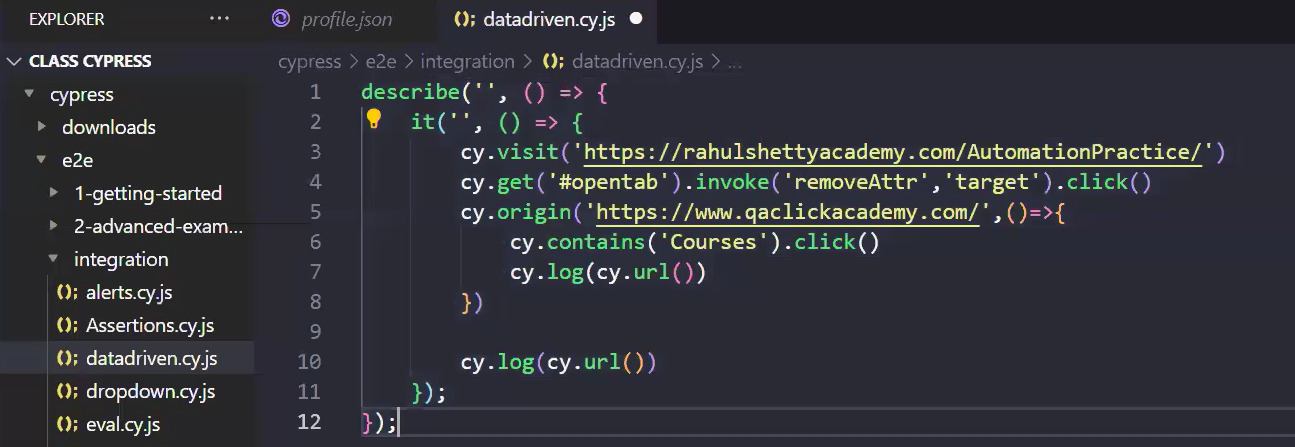 EXPLORER ...
profile.json
datadriven.cy.js
CLASS CYPRESS
cypress
downloads
e2e
1-getting-started
2-advanced-exam...
integration
alerts.cy.js
Assertions.cy.js
datadriven.cy.js
dropdown.cy.js
eval.cy.js
cypress > e2e > integration > datadriven.cy.js > ...
1 describe('', () => {
2 it('', () => {
3 cy.visit('https://rahulshettyacademy.com/AutomationPractice/')
4 cy.get('#opentab').invoke('removeAttr','target').click()
5 cy.origin('https://www.qaclickacademy.com/',()=>{
6 cy.contains('Courses').click()
7 cy.log(cy.url())
8 })
9
10 cy.log(cy.url())
11 });
12 });